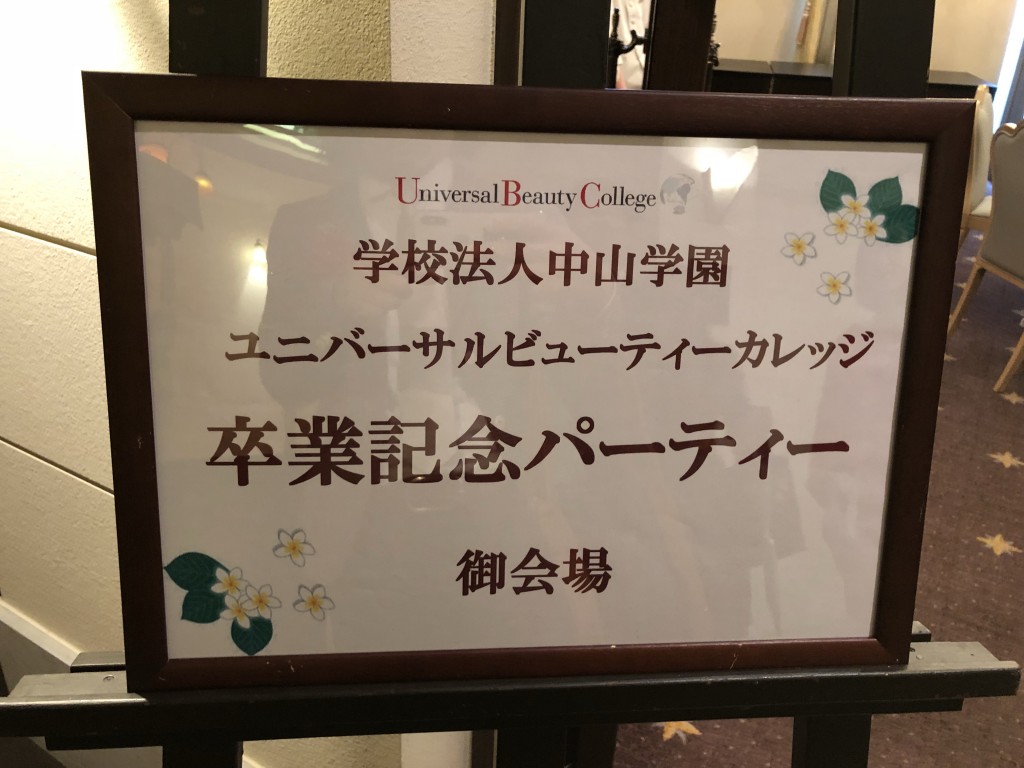 Universal Beauty College
学校法人中山学園
ユニバーサルビューティーカレッジ
卒業記念パーティー
御会場